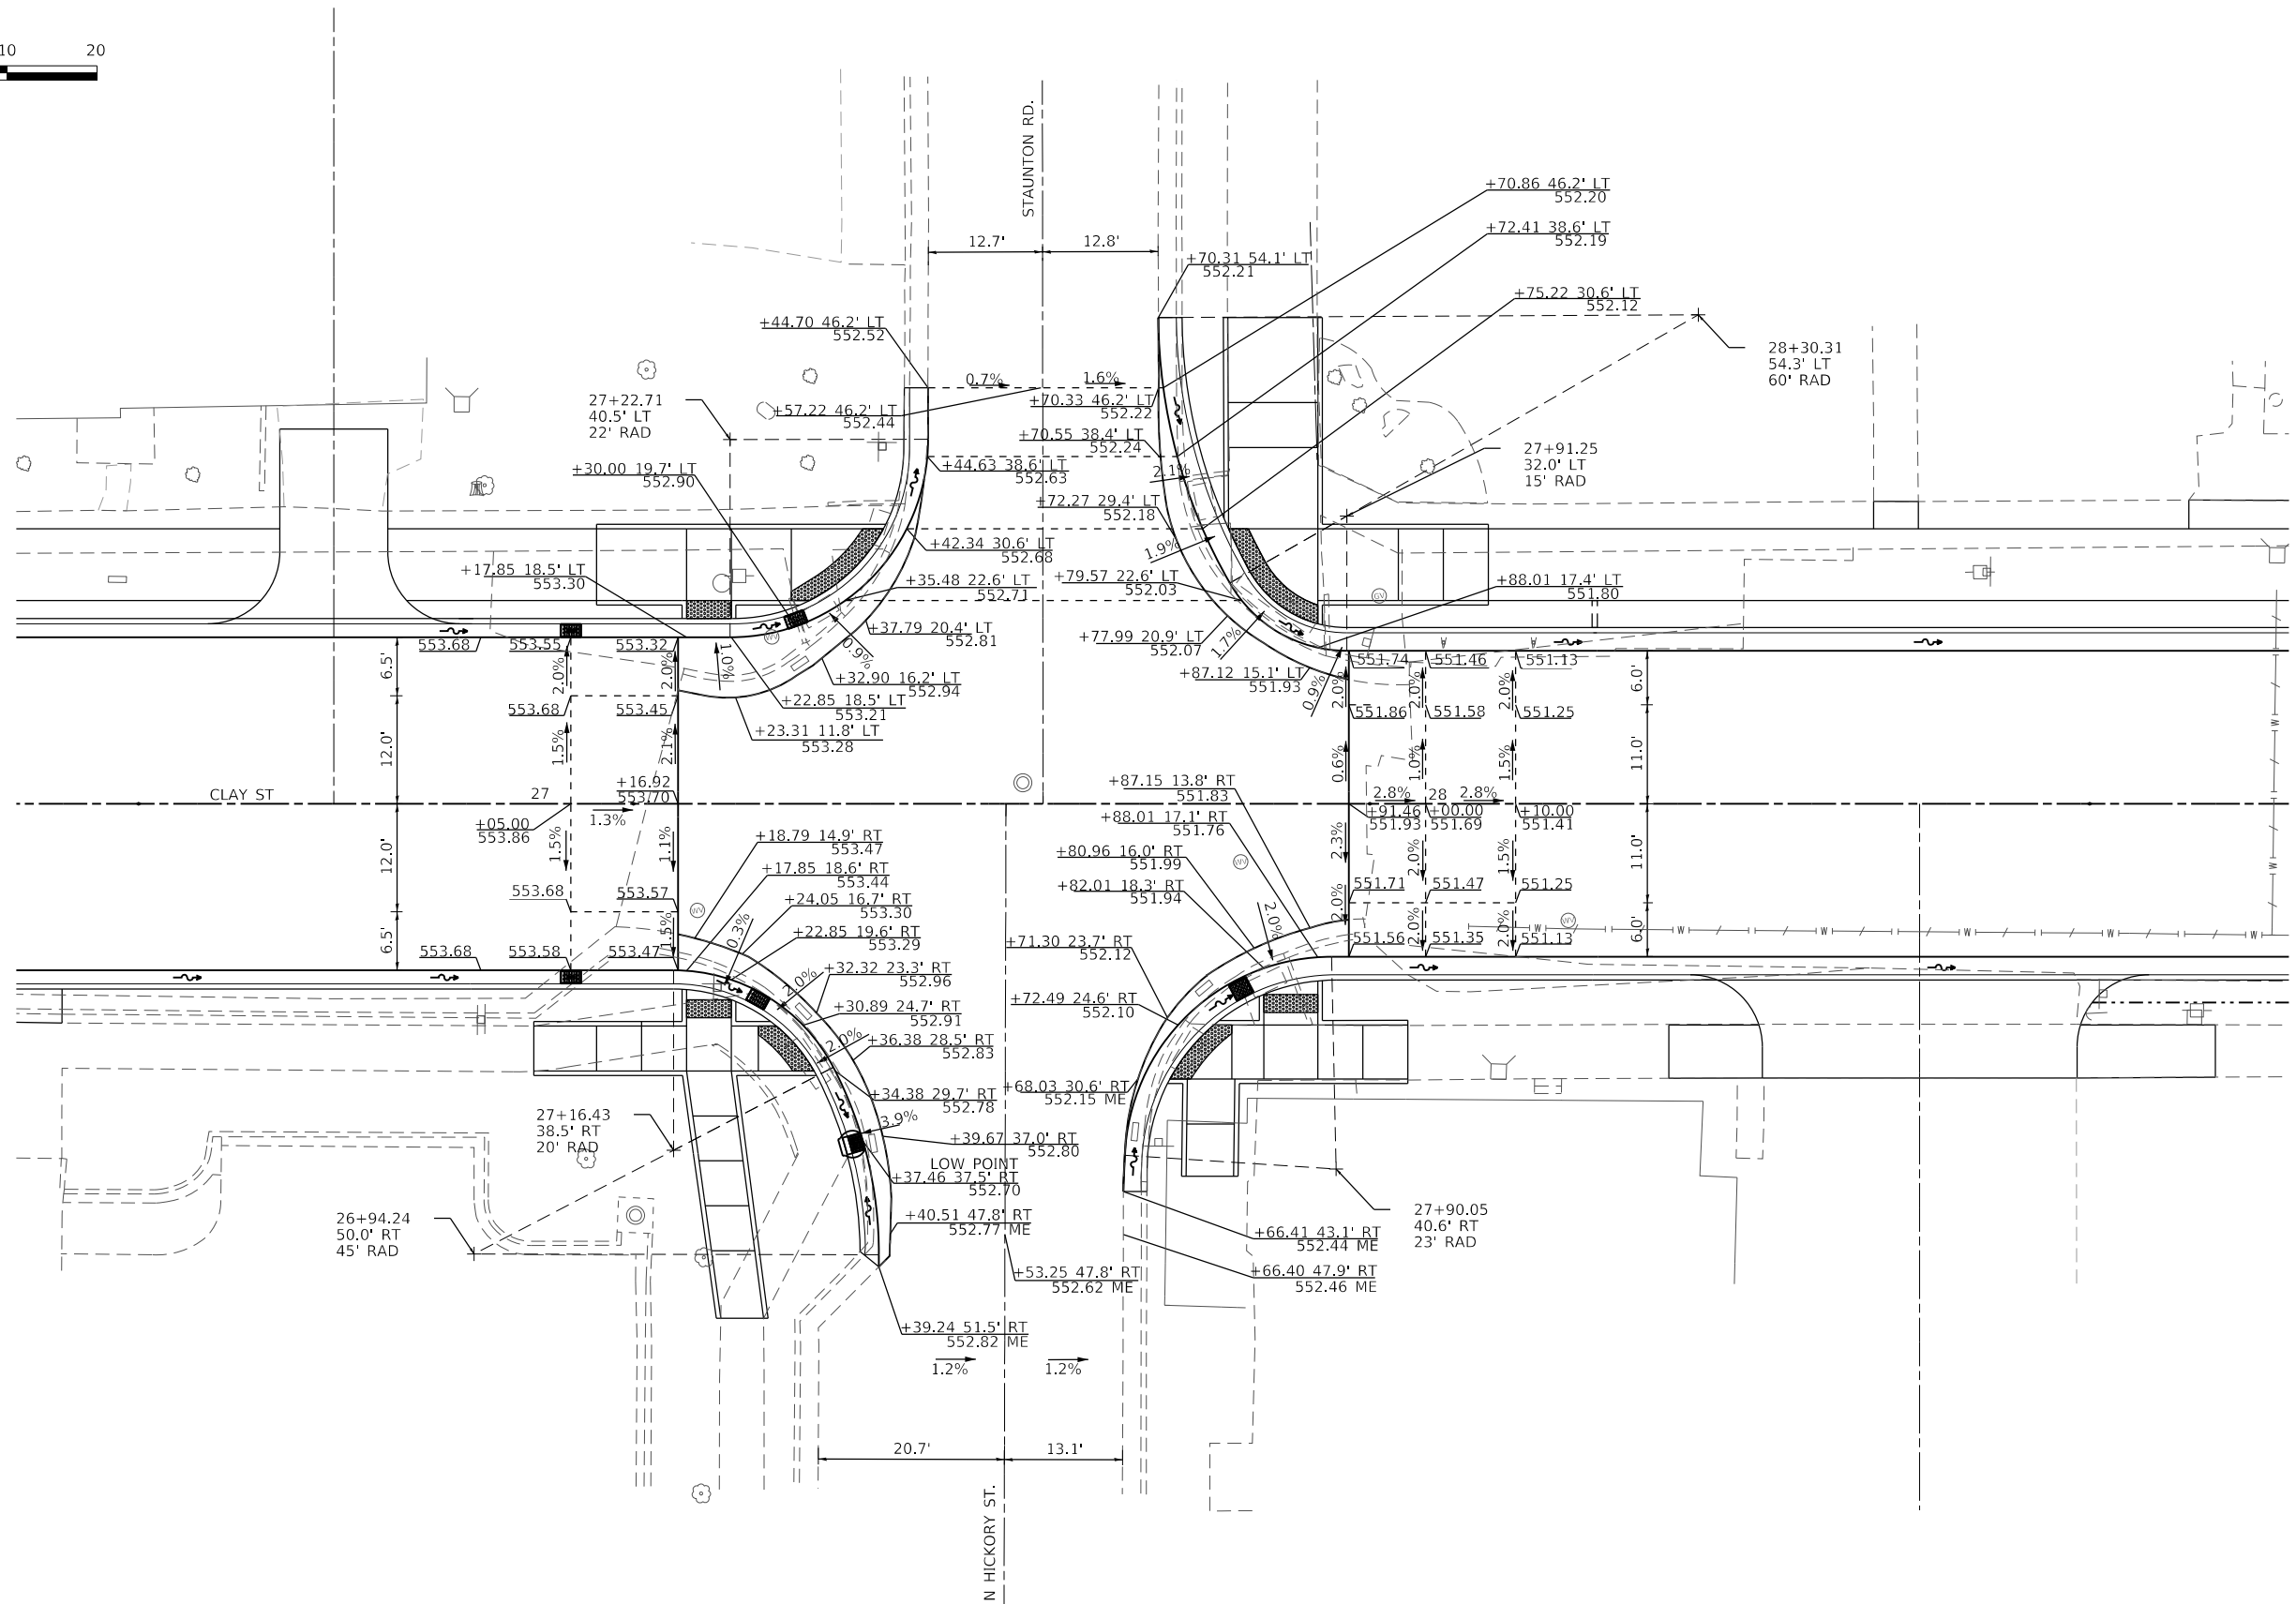 10 20
STAUNTON RD.
+70.86 46.2' LT
552.20
+72.41 38.6' LT
552.19
12.7'
12.8'
+70.31 54.1' LT
552.21
+75.22 30.6' LT
552.12
+44.70 46.2' LT
552.52
28+30.31
54.3' LT
60' RAD
0.7%
1.6%
27+22.71
40.5' LT
22' RAD
+57.22 46.2' LT
552.44
+70.33 46.2' LT
552.22
+70.55 38.4' LT
552.24
27+91.25
32.0' LT
15' RAD
+30.00 19.7' LT
552.90
+44.63 38.6' LT
552.63
2.1%
+72.27 29.4' LT
552.18
+42.34 30.6' LT
552.68
1.9%
+17.85 18.5' LT
553.30
+35.48 22.6' LT
552.71
+79.57 22.6' LT
552.03
+88.01 17.4' LT
551.80
+37.79 20.4' LT
552.81
+77.99 20.9' LT
552.07
1.7%
553.68
553.55
553.32
6.5'
2.0%
2.0%
1.0%
0.9%
+32.90 16.2' LT
552.94
+87.12 15.1' LT
551.93
0.9%
551.74
551.46
551.13
2.0%
2.0%
2.0%
6.0'
553.68
553.45
+22.85 18.5' LT
553.21
551.86
551.58
551.25
+23.31 11.8' LT
553.28
12.0'
1.5%
2.1%
0.6%
1.0%
1.5%
11.0'
+16.92
553.70
+87.15 13.8' RT
551.83
CLAY ST
27
2.8%
28
2.8%
+05.00
553.86
1.3%
+91.46
551.93
+00.00
551.69
+10.00
551.41
+88.01 17.1' RT
551.76
12.0'
1.5%
1.1%
+18.79 14.9' RT
553.47
+80.96 16.0' RT
551.99
2.3%
2.0%
1.5%
11.0'
+17.85 18.6' RT
553.44
+82.01 18.3' RT
551.94
553.68
553.57
+24.05 16.7' RT
553.30
551.71
551.47
551.25
6.5'
1.5%
0.3%
+22.85 19.6' RT
553.29
+71.30 23.7' RT
552.12
2.0%
2.0%
2.0%
2.0%
6.0'
553.68
553.58
553.47
551.56
551.35
551.13
2.0%
+32.32 23.3' RT
552.96
+30.89 24.7' RT
552.91
+72.49 24.6' RT
552.10
2.0%
+36.38 28.5' RT
552.83
+34.38 29.7' RT
552.78
+68.03 30.6' RT
552.15 ME
27+16.43
38.5' RT
20' RAD
3.9%
+39.67 37.0' RT
552.80
LOW POINT
+37.46 37.5' RT
552.70
26+94.24
50.0' RT
45' RAD
+40.51 47.8' RT
552.77 ME
27+90.05
40.6' RT
23' RAD
+66.41 43.1' RT
552.44 ME
+53.25 47.8' RT
552.62 ME
+66.40 47.9' RT
552.46 ME
+39.24 51.5' RT
552.82 ME
1.2%
1.2%
20.7'
13.1'
N HICKORY ST.